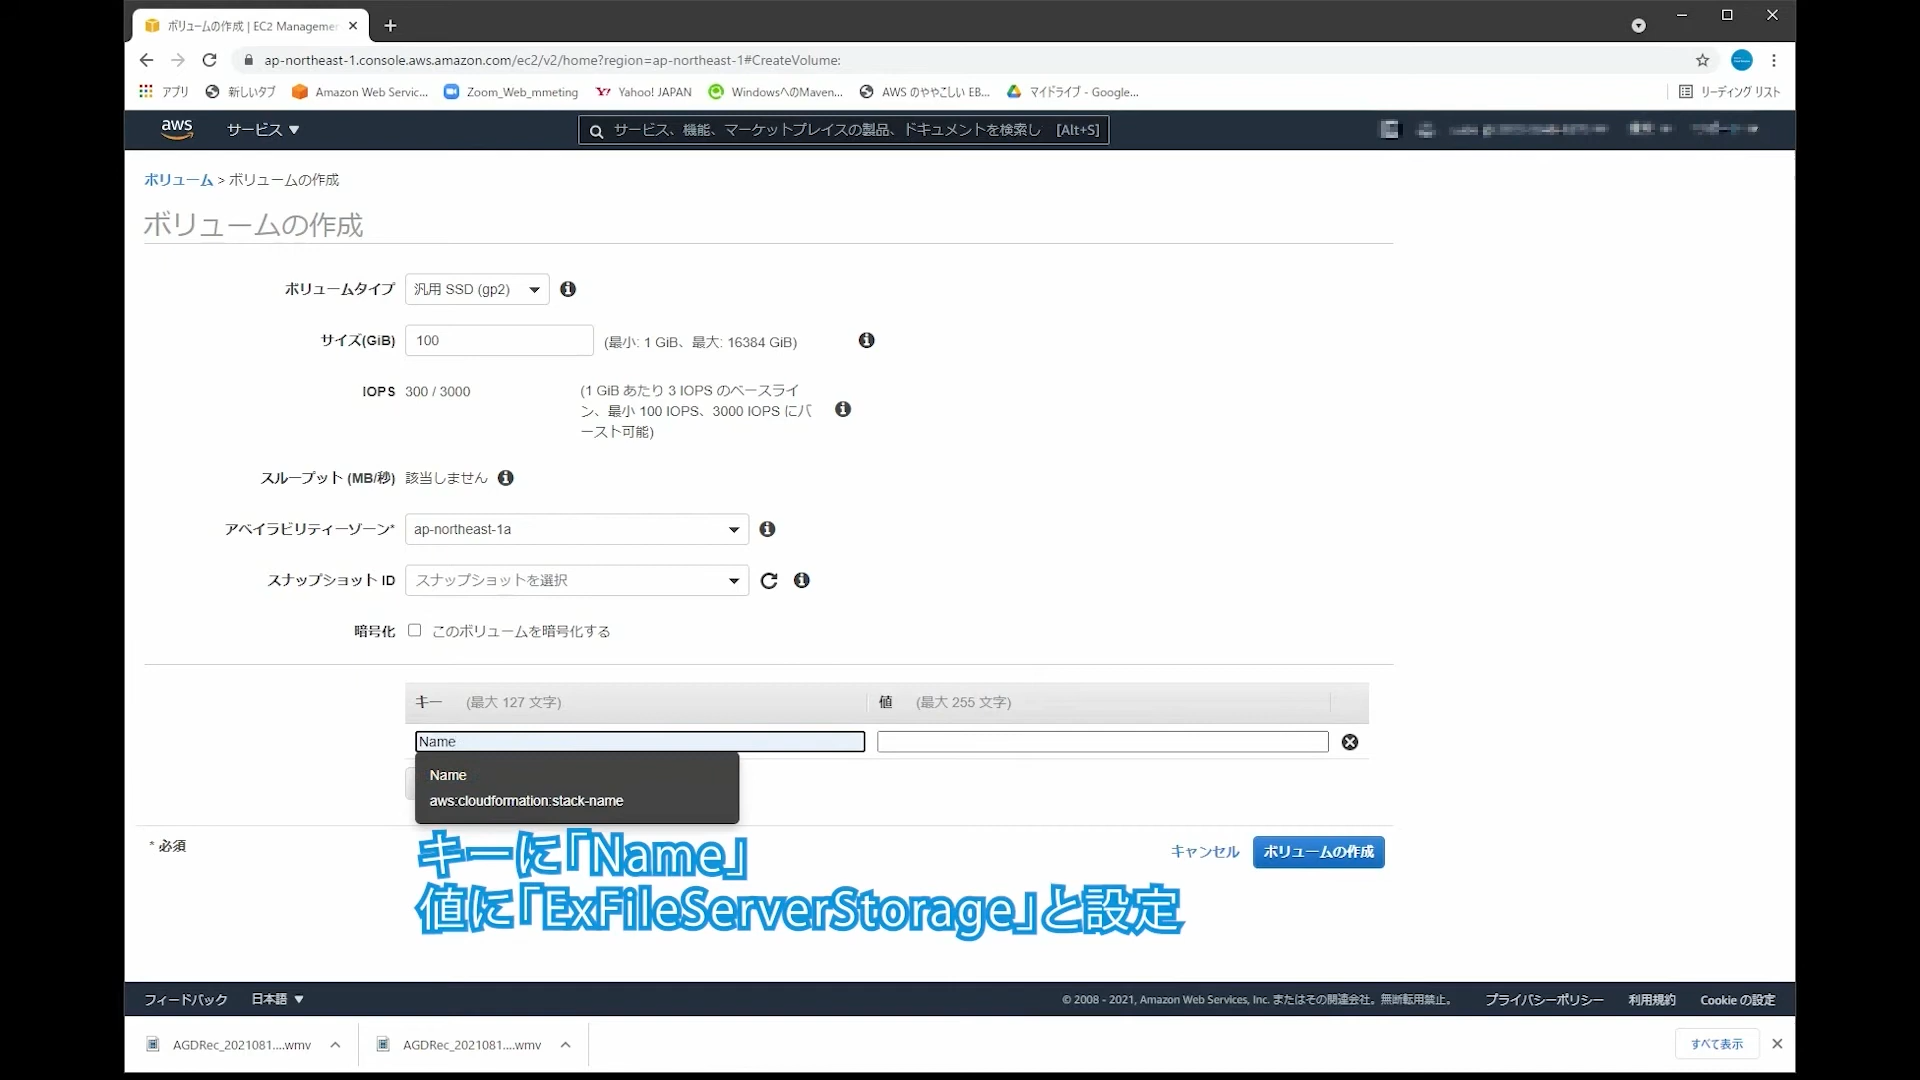 ボリュームの作成 | EC2 Managemen
ap-northeast-1.console.aws.amazon.com/ec2/v2/home?region=ap-northeast-1#CreateVolume:
アプリ 新しいタブ Amazon Web Servic... Zoom_Web_mmeting Yahoo! JAPAN WindowsへのMaven... AWS のややこしい EB... マイドライブ - Google... リーディング リスト
aws サービス サービス、機能、マーケットプレイスの製品、ドキュメントを検索し [Alt+S]
ボリューム > ボリュームの作成
ボリュームの作成
ボリュームタイプ 汎用 SSD (gp2)
サイズ(GiB) 100 (最小: 1 GiB、最大: 16384 GiB)
IOPS 300 / 3000 (1 GiB あたり 3 IOPS のベースライ
ン、最小 100 IOPS、3000 IOPS にバ
ースト可能)
スループット (MB/秒) 該当しません
アベイラビリティーゾーン* ap-northeast-1a
スナップショット ID スナップショットを選択
暗号化 このボリュームを暗号化する
キー (最大 127 文字) 値 (最大 255 文字)
Name
Name
aws:cloudformation:stack-name
* 必須 キャンセル ボリュームの作成
キーに「Name」
値に「ExFileServerStorage」と設定
フィードバック 日本語 © 2008 - 2021, Amazon Web Services, Inc. またはその関連会社。無断転用禁止。 プライバシーポリシー 利用規約 Cookie の設定
AGDRec_2021081....wmv AGDRec_2021081....wmv すべて表示